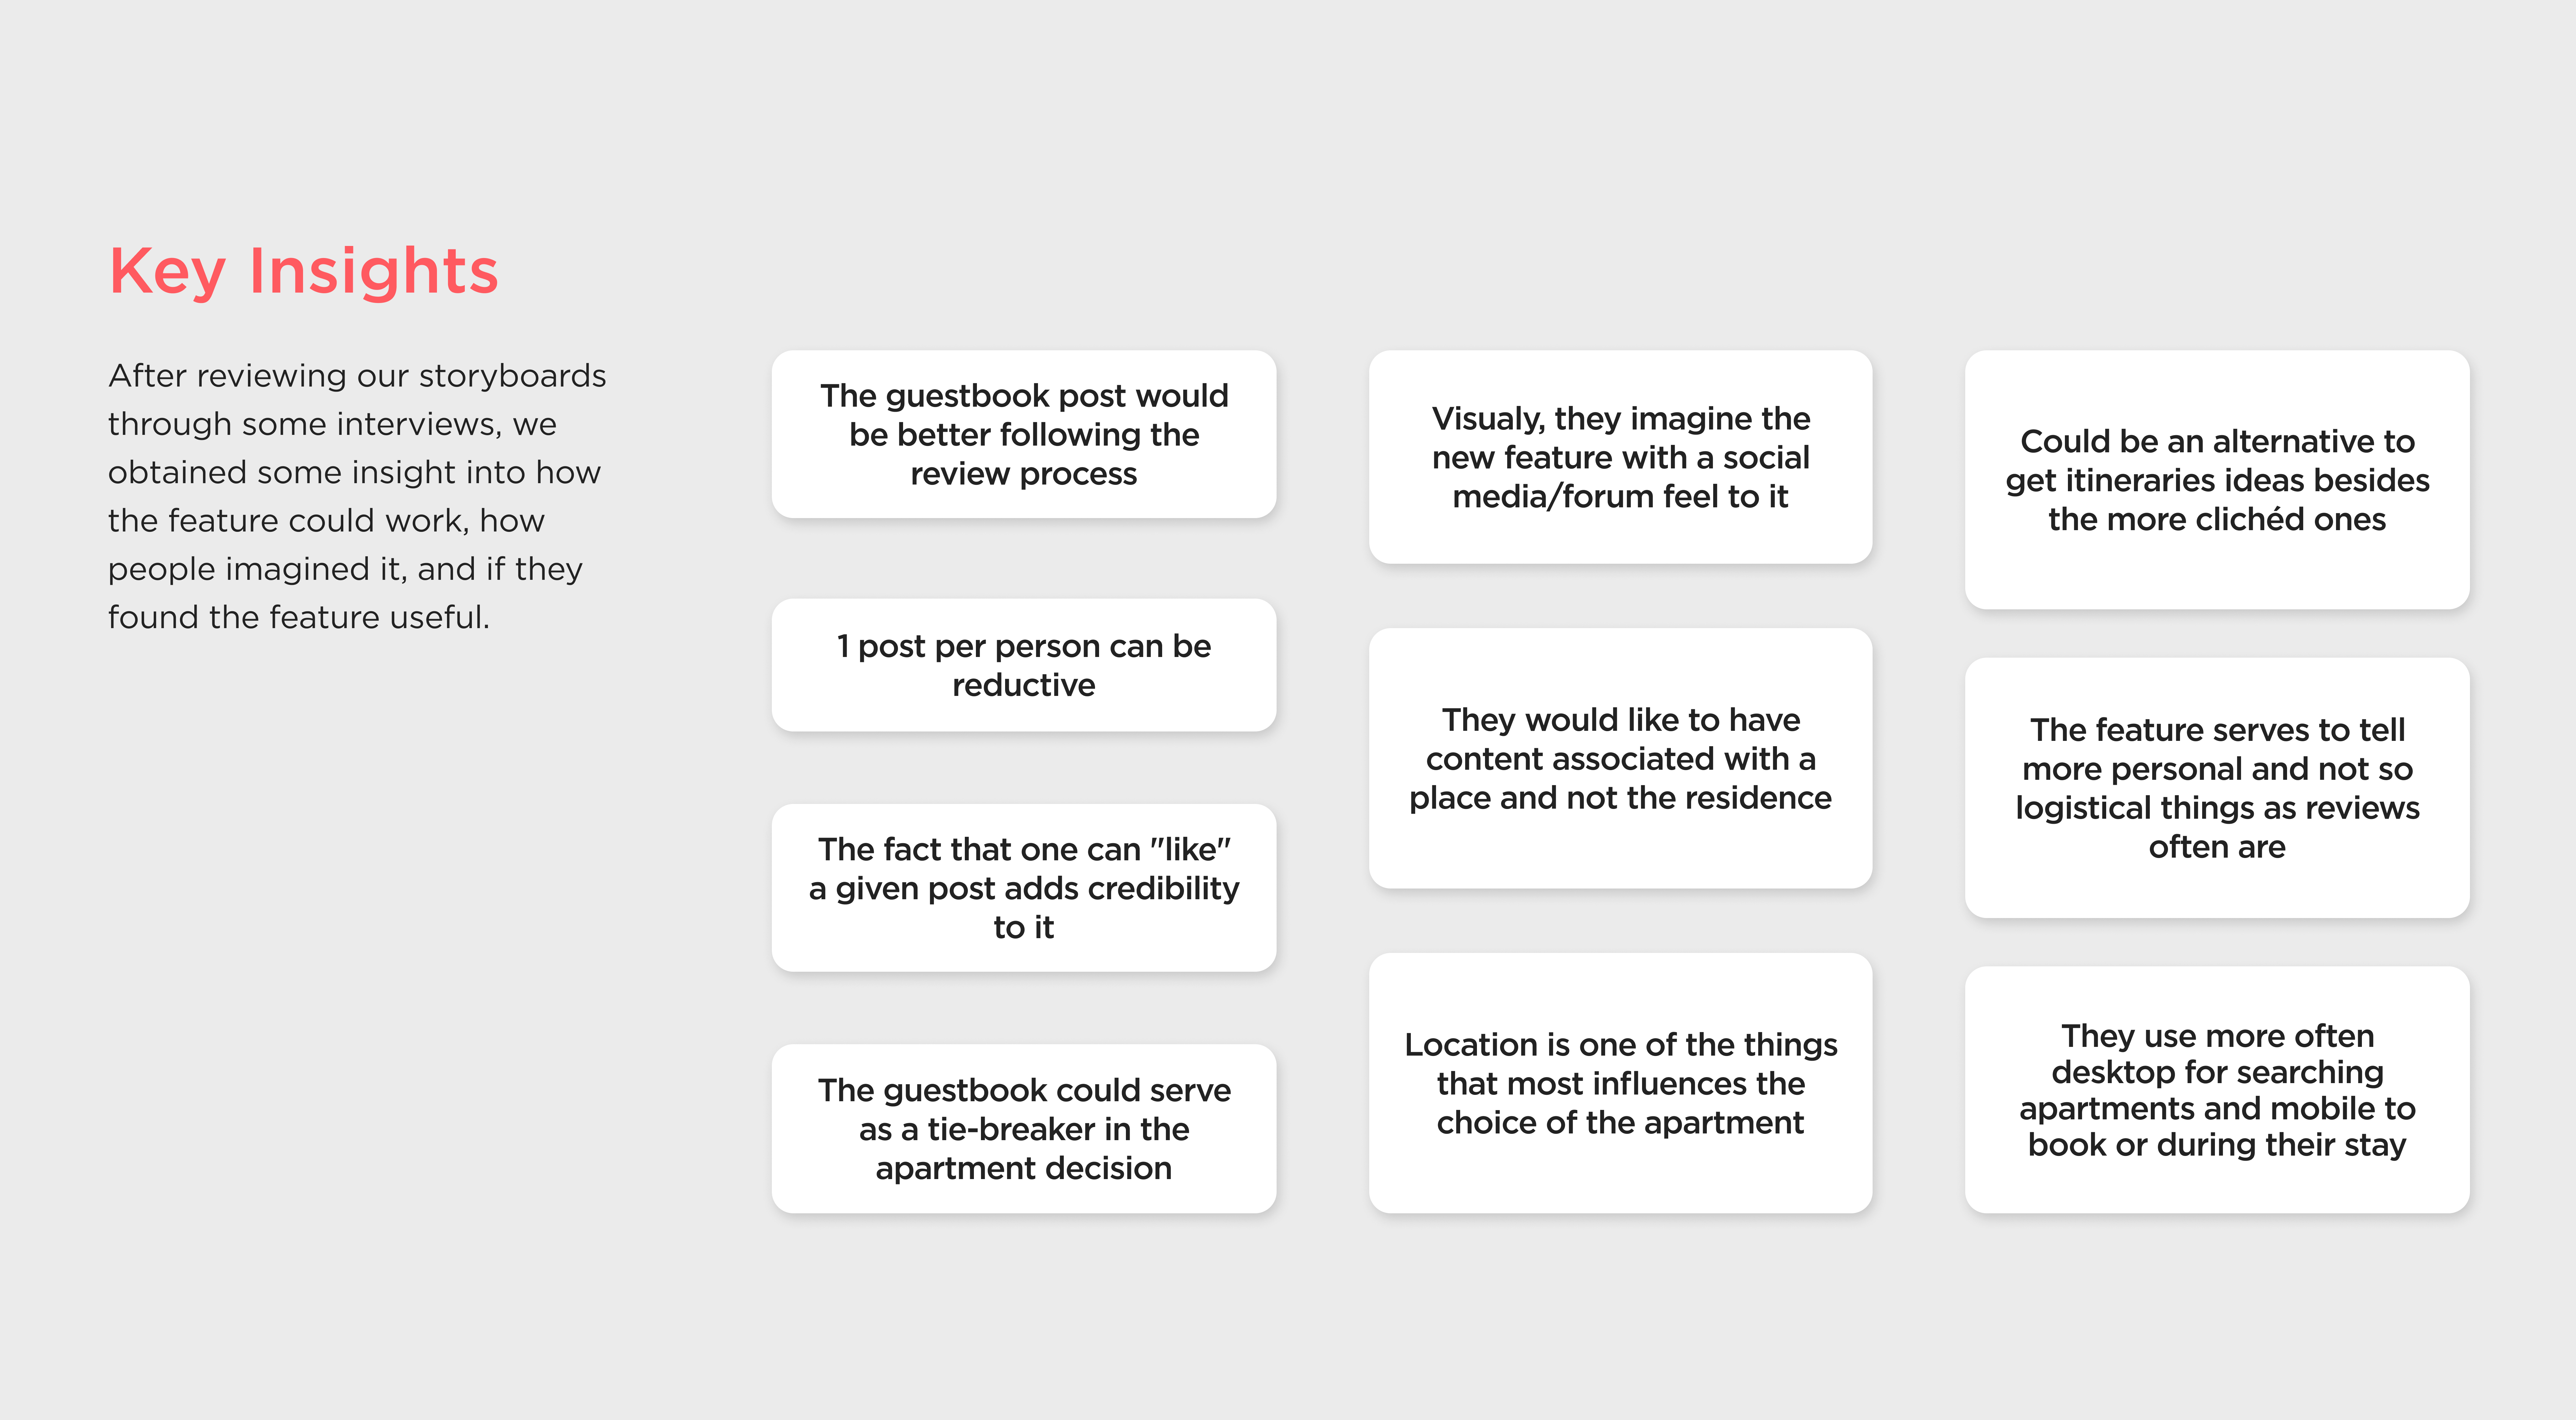 Key Insights
After reviewing our storyboards
through some interviews, we
obtained some insight into how
the feature could work, how
people imagined it, and if they
found the feature useful.
The guestbook post would
be better following the
review process
1 post per person can be
reductive
The fact that one can "like"
a given post adds credibility
to it
The guestbook could serve
as a tie-breaker in the
apartment decision
Visualy, they imagine the
new feature with a social
media/forum feel to it
They would like to have
content associated with a
place and not the residence
Location is one of the things
that most influences the
choice of the apartment
Could be an alternative to
get itineraries ideas besides
the more clichéd ones
The feature serves to tell
more personal and not so
logistical things as reviews
often are
They use more often
desktop for searching
apartments and mobile to
book or during their stay